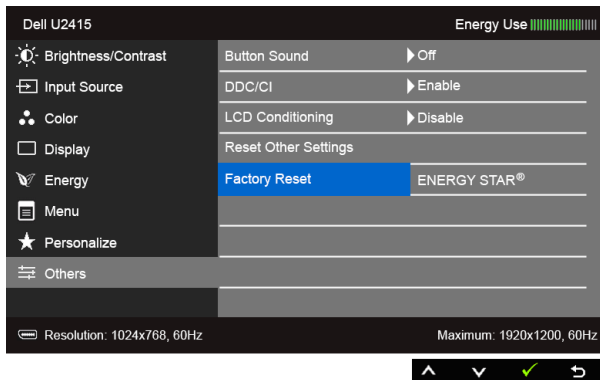 Dell U2415
Energy Use
Brightness/Contrast
Button Sound
Off
Input Source
DDC/CI
Enable
Color
LCD Conditioning
Disable
Display
Reset Other Settings
Energy
Factory Reset
ENERGY STAR®
Menu
Personalize
Others
Resolution: 1024x768, 60Hz
Maximum: 1920x1200, 60Hz